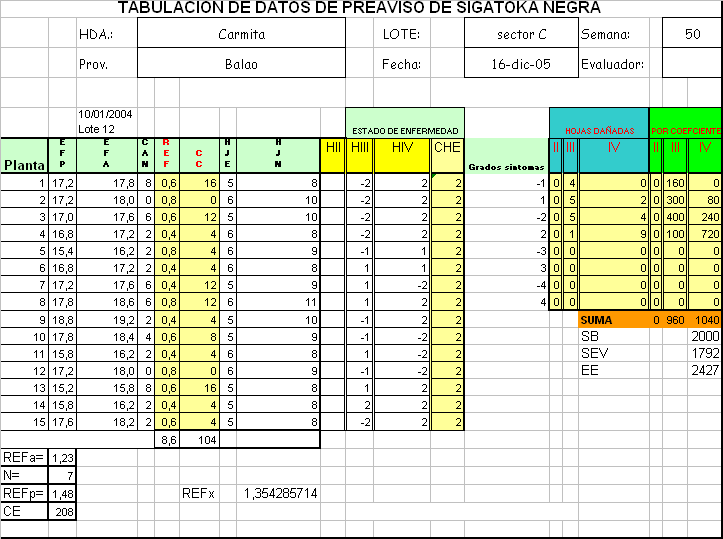 TABULACION DE DATOS DE PREAVISO DE SIGATOKA NEGRA
HDA.: Carmita LOTE: sector C Semana: 50
Prov. Balao Fecha: 16-dic-05 Evaluador:
10/01/2004
Lote 12 ESTADO DE ENFERMEDAD HOJAS DAÑADAS POR COEFCIENTE
Planta EFP EFA CAN REF CC HJE HJN HII HIII HIV CHE Grados sintomas II III IV II III IV
1 17,2 17,8 8 0,6 16 5 8 -2 2 2 -1 0 4 0 0 160 0
2 17,2 18,0 0 0,8 0 6 10 -2 2 2 1 0 5 2 0 300 80
3 17,0 17,6 6 0,6 12 5 10 -2 2 2 -2 0 5 4 0 400 240
4 16,8 17,2 2 0,4 4 6 8 -2 2 2 2 0 1 9 0 100 720
5 15,4 16,2 2 0,8 4 5 9 -1 1 2 -3 0 0 0 0 0 0
6 16,8 17,2 2 0,4 4 6 8 1 1 2 3 0 0 0 0 0 0
7 17,2 17,6 6 0,4 12 5 9 1 -2 2 -4 0 0 0 0 0 0
8 17,8 18,6 6 0,8 12 6 11 1 2 2 4 0 0 0 0 0 0
9 18,8 19,2 2 0,4 4 5 10 -1 2 2 SUMA 0 960 1040
10 17,8 18,4 4 0,6 8 5 9 -1 -2 2 SB 2000
11 15,8 16,2 2 0,4 4 6 8 1 -2 2 SEV 1792
12 17,2 18,0 0 0,8 0 6 9 -1 -2 2 EE 2427
13 15,2 15,8 8 0,6 16 5 8 1 2 2
14 15,8 16,2 2 0,4 4 5 8 1 2 2
15 17,6 18,2 2 0,6 4 5 8 -2 2 2
8,6 104
REFa= 1,23
N= 7
REFp= 1,48 REFx 1,354285714
CE 208